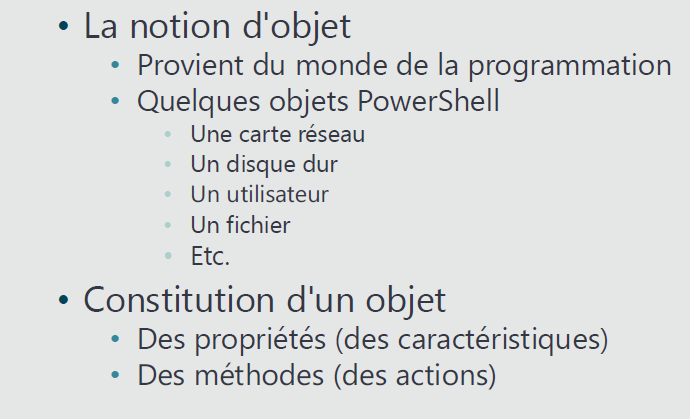 • La notion d'objet
• Provient du monde de la programmation
• Quelques objets PowerShell
• Une carte réseau
• Un disque dur
• Un utilisateur
• Un fichier
• Etc.
• Constitution d'un objet
• Des propriétés (des caractéristiques)
• Des méthodes (des actions)